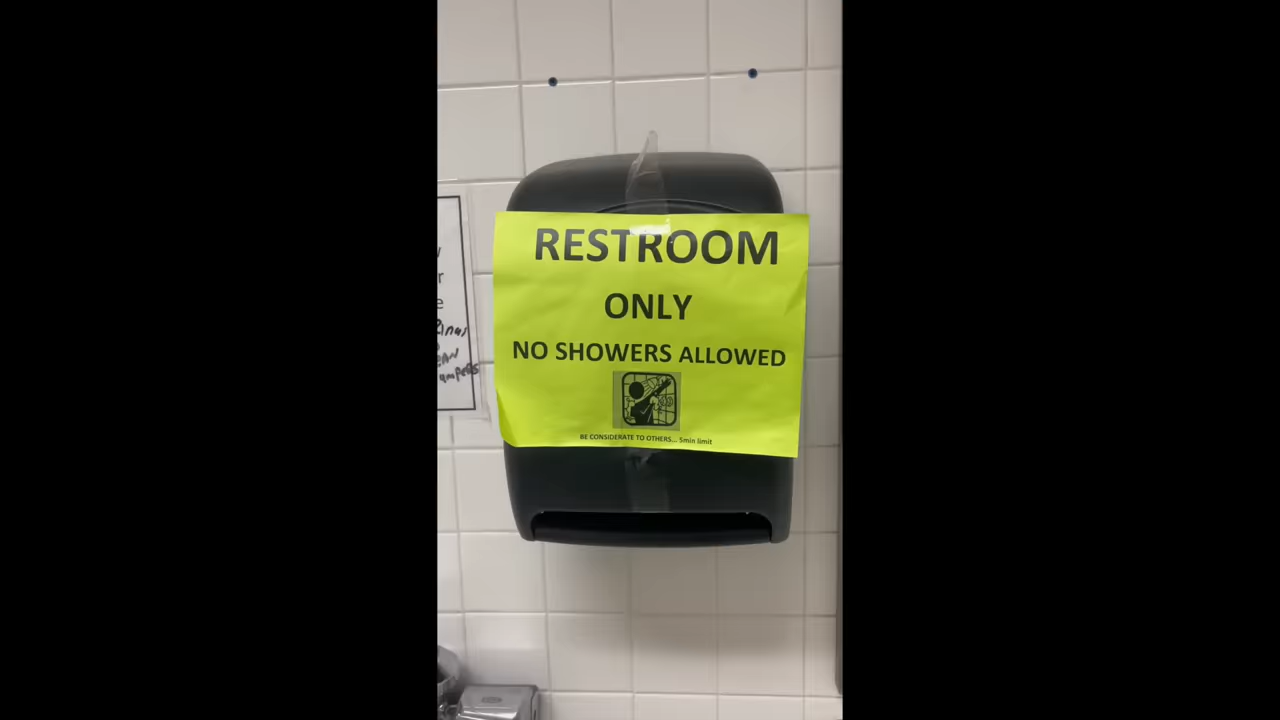 RESTROOM
ONLY
NO SHOWERS ALLOWED
BE CONSIDERATE TO OTHERS... 5min limit